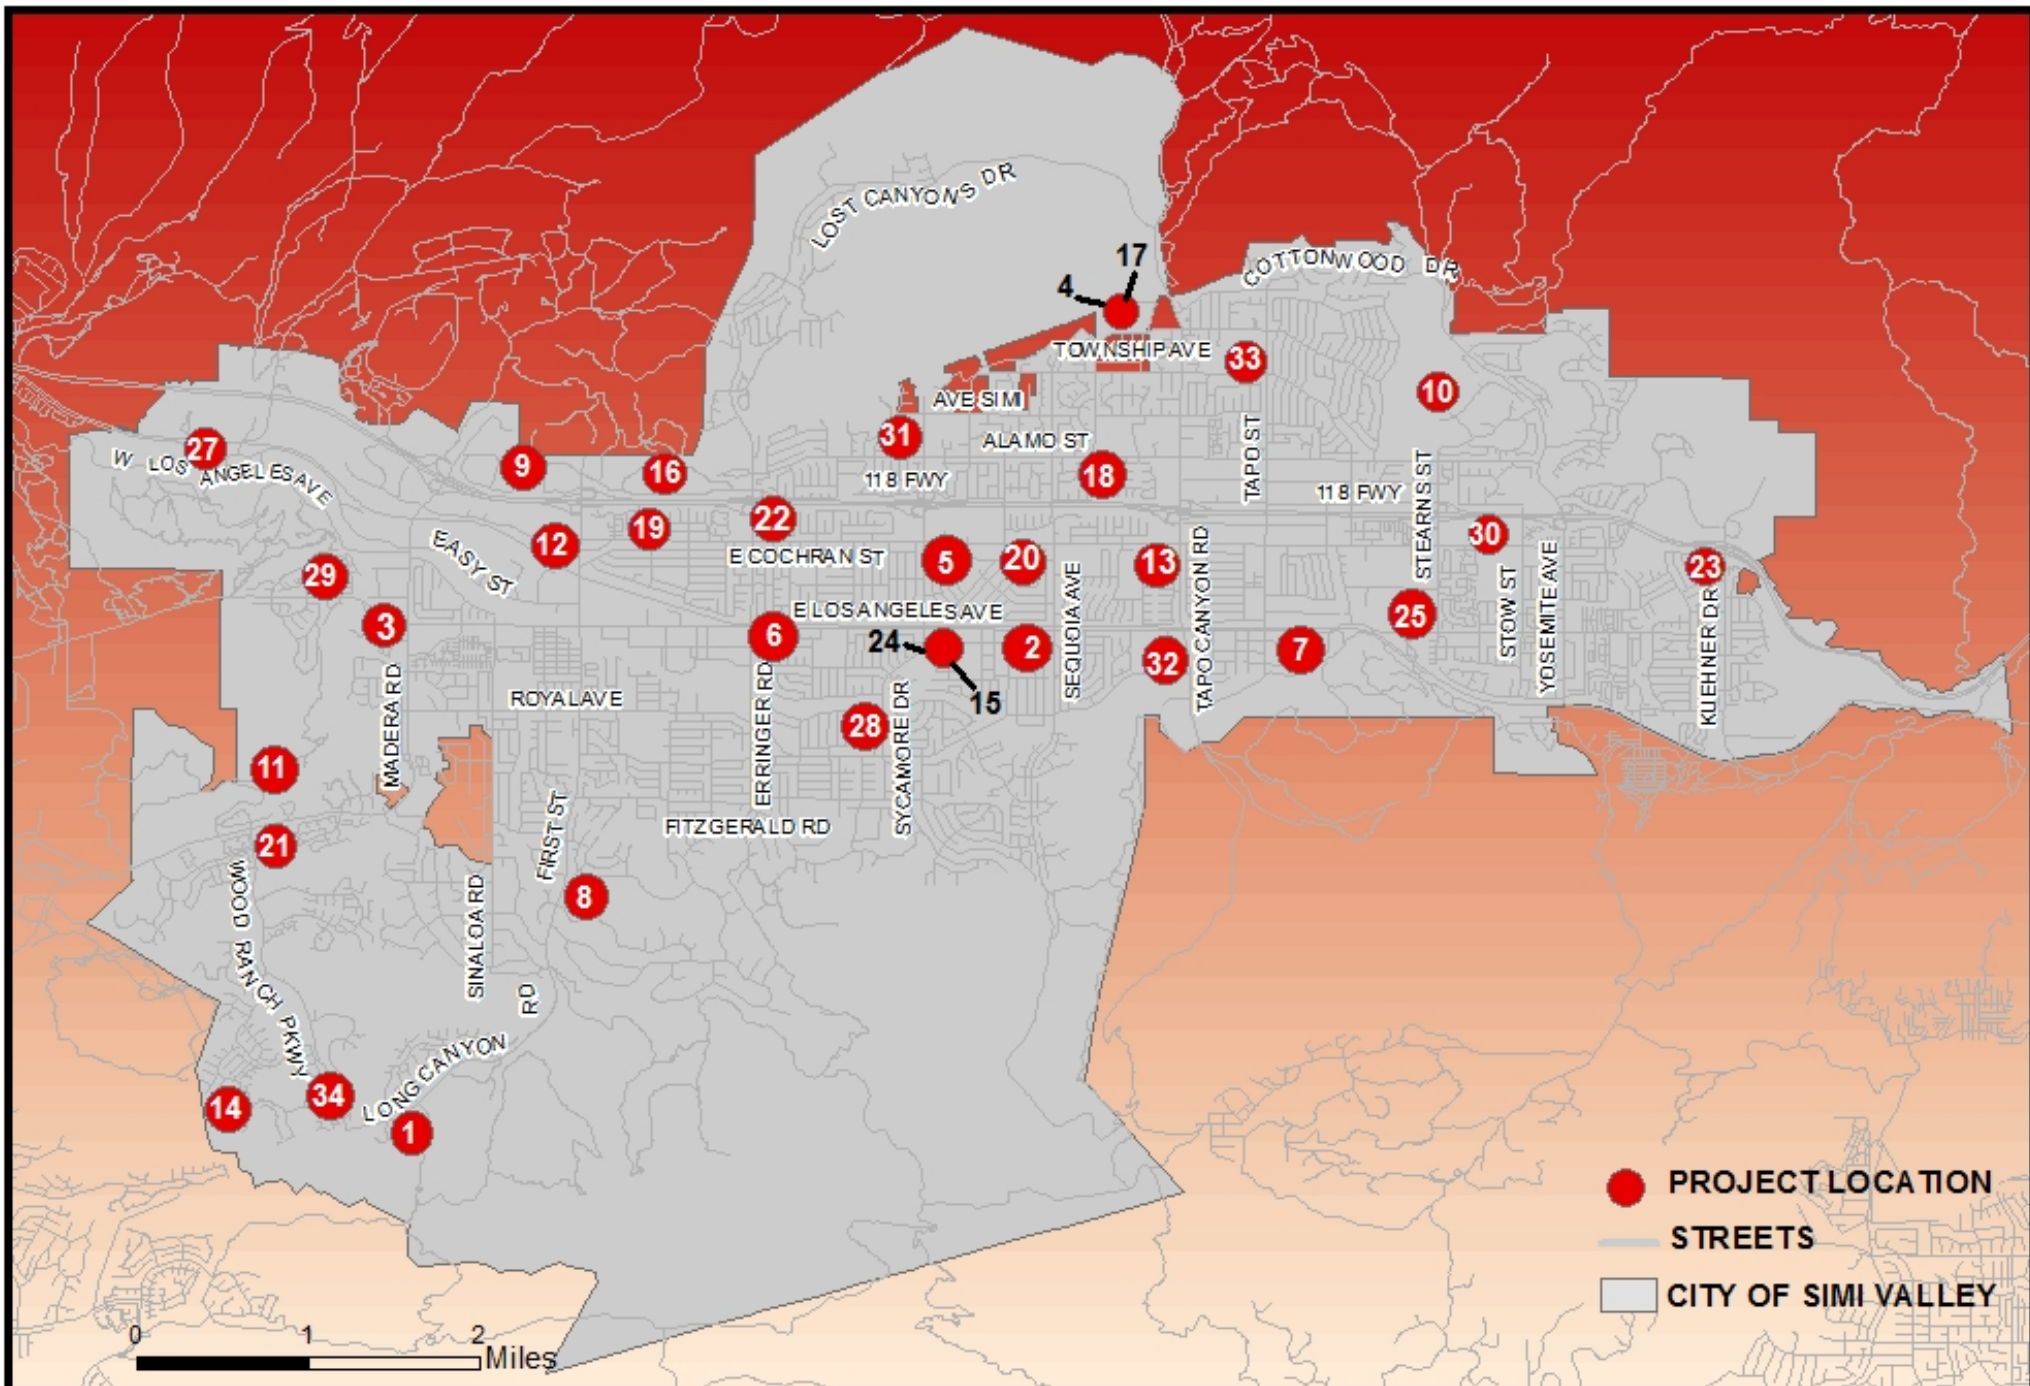 LOST CANYONS DR
17
4
COTTONWOOD DR
TOWNSHIP AVE
33
10
AVE SIMI
31
ALAMO ST
TAPO ST
27
W LOS ANGELES AVE
9
16
118 FWY
18
118 FWY
STEARNS ST
22
19
12
EASY ST
E COCHRAN ST
5
20
13
30
23
29
3
E LOS ANGELES AVE
6
24
15
2
SEQUOIA AVE
32
TAPO CANYON RD
7
25
STOW ST
YOSEMITE AVE
KUEHNER DR
MADERA RD
ROYAL AVE
ERRINGER RD
28
SYCAMORE DR
11
21
FIRST ST
FITZGERALD RD
8
WOOD RANCH PKWY
SINALOA RD
LONG CANYON RD
14
34
1
PROJECT LOCATION
STREETS
CITY OF SIMI VALLEY
0 1 2
Miles